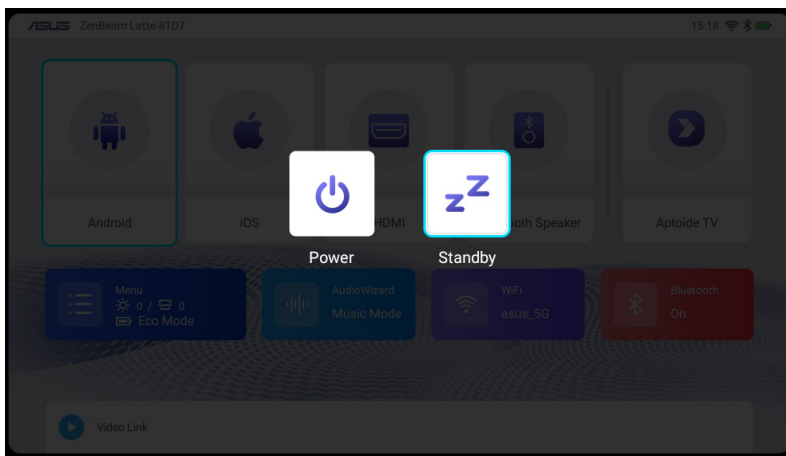 ASUS ZenBeam Latte-81D7 15:18
Android iOS HDMI ooth Speaker Aptoide TV
Power Standby
Menu
0 / 0
Eco Mode
AudioWizard
Music Mode
WiFi
asus_5G
Bluetooth
On
Video Link